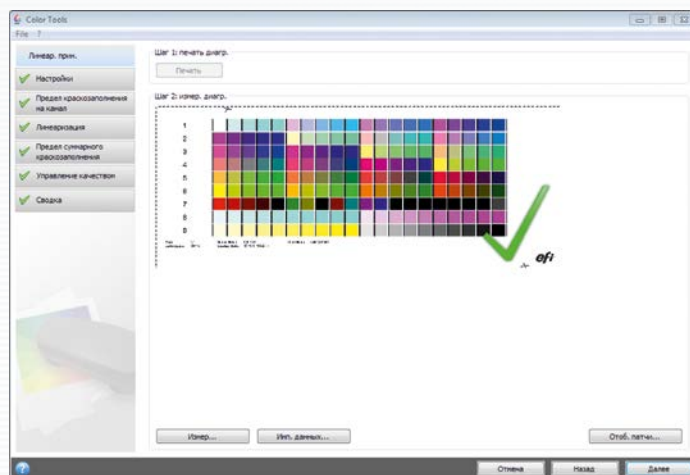 Color Tools
File ?
Линеар. прин.
Настройки
Предел краскозаполнения
на канал
Линеаризация
Предел суммарного
краскозаполнения
Управление качеством
Сводка
Шаг 1: печать диагр.
Печать
Шаг 2: измер. диагр.
1
2
3
4
5
6
7
8
9
efi
Измер...
Имп. данных...
Отоб. патчи...
?
Отмена
Назад
Далее